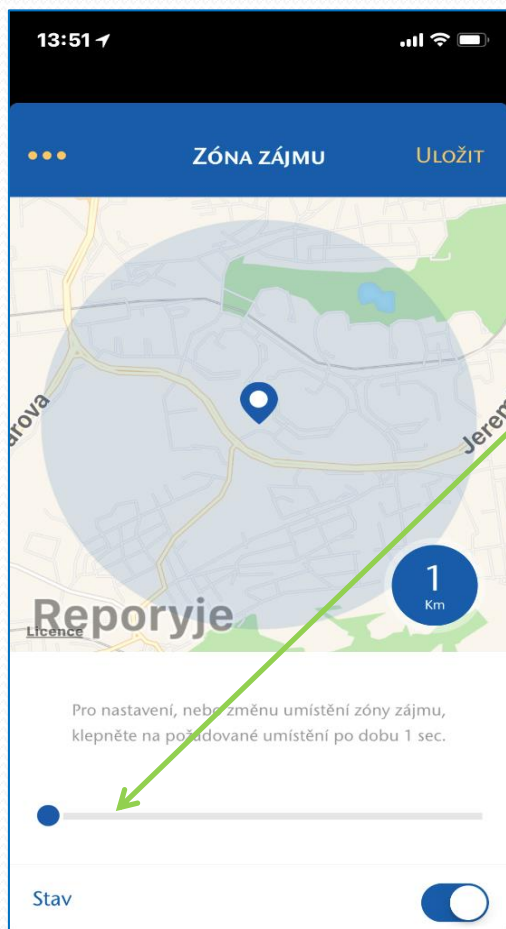 13:51
••• ZÓNA ZÁJMU ULOŽIT
arova
Jerem
1
Km
Reporyje
Licence
Pro nastavení, nebo změnu umístění zóny zájmu,
klepněte na požadované umístění po dobu 1 sec.
Stav